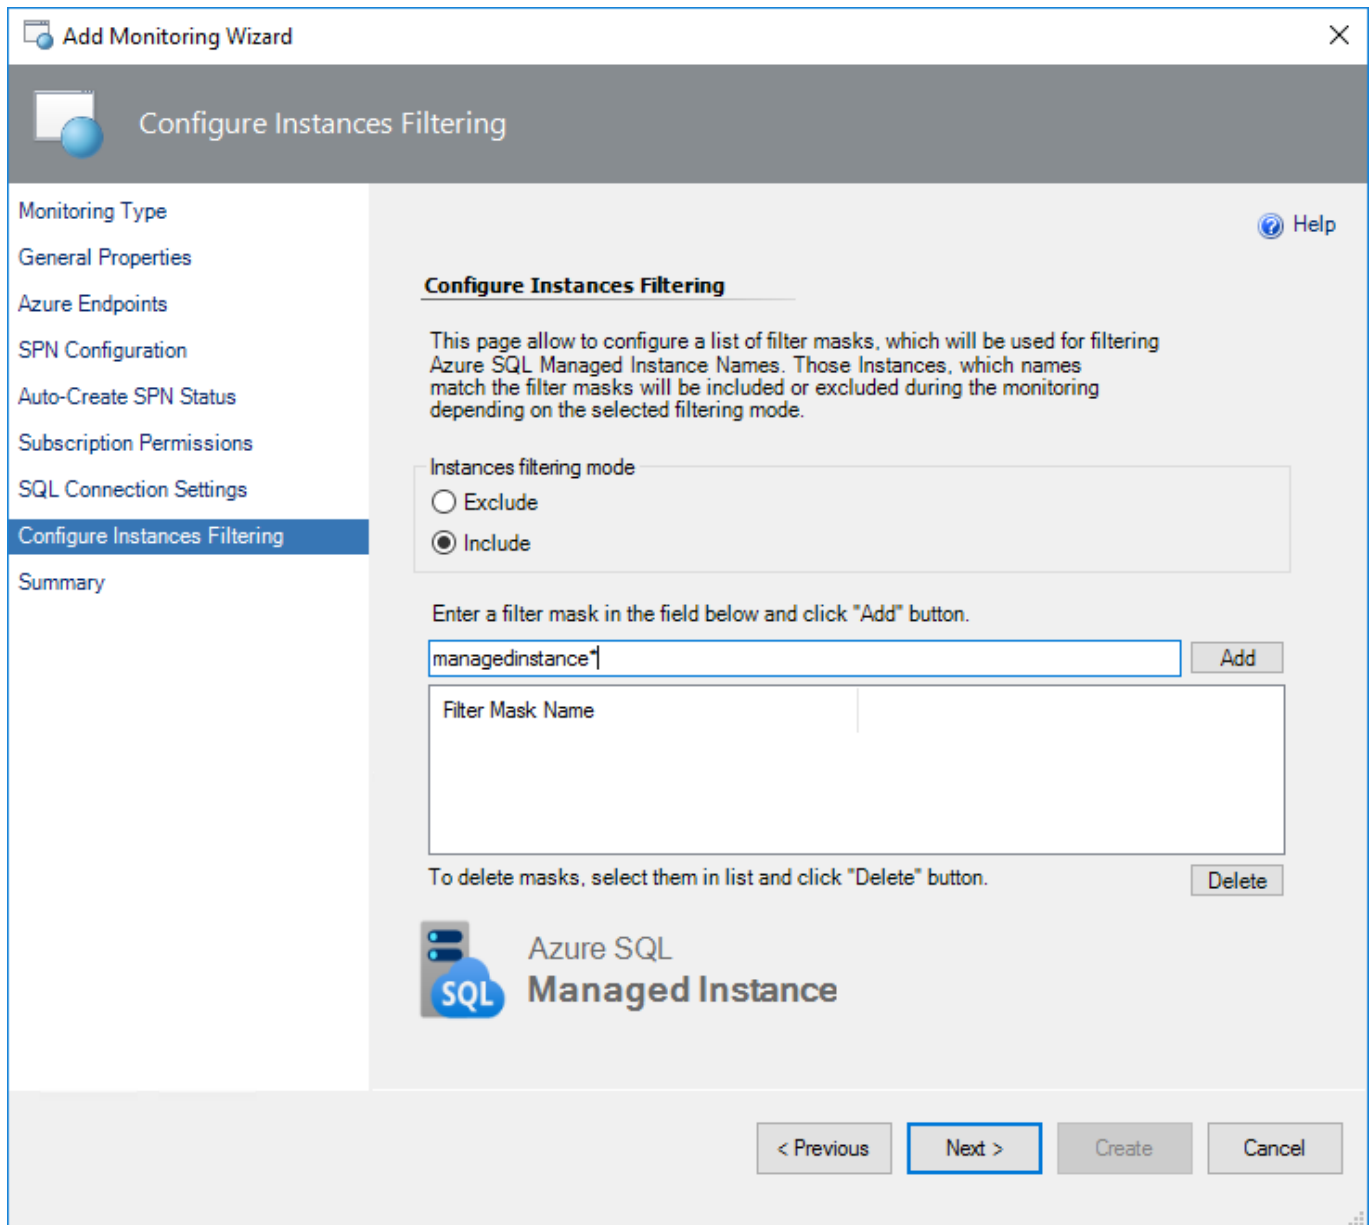 Add Monitoring Wizard
Configure Instances Filtering
Monitoring Type
General Properties
Azure Endpoints
SPN Configuration
Auto-Create SPN Status
Subscription Permissions
SQL Connection Settings
Configure Instances Filtering
Summary
Help
Configure Instances Filtering
This page allow to configure a list of filter masks, which will be used for filtering
Azure SQL Managed Instance Names. Those Instances, which names
match the filter masks will be included or excluded during the monitoring
depending on the selected filtering mode.
Instances filtering mode
Exclude
Include
Enter a filter mask in the field below and click "Add" button.
managedinstance*
Add
Filter Mask Name
To delete masks, select them in list and click "Delete" button.
Delete
SQL
Azure SQL
Managed Instance
< Previous
Next >
Create
Cancel